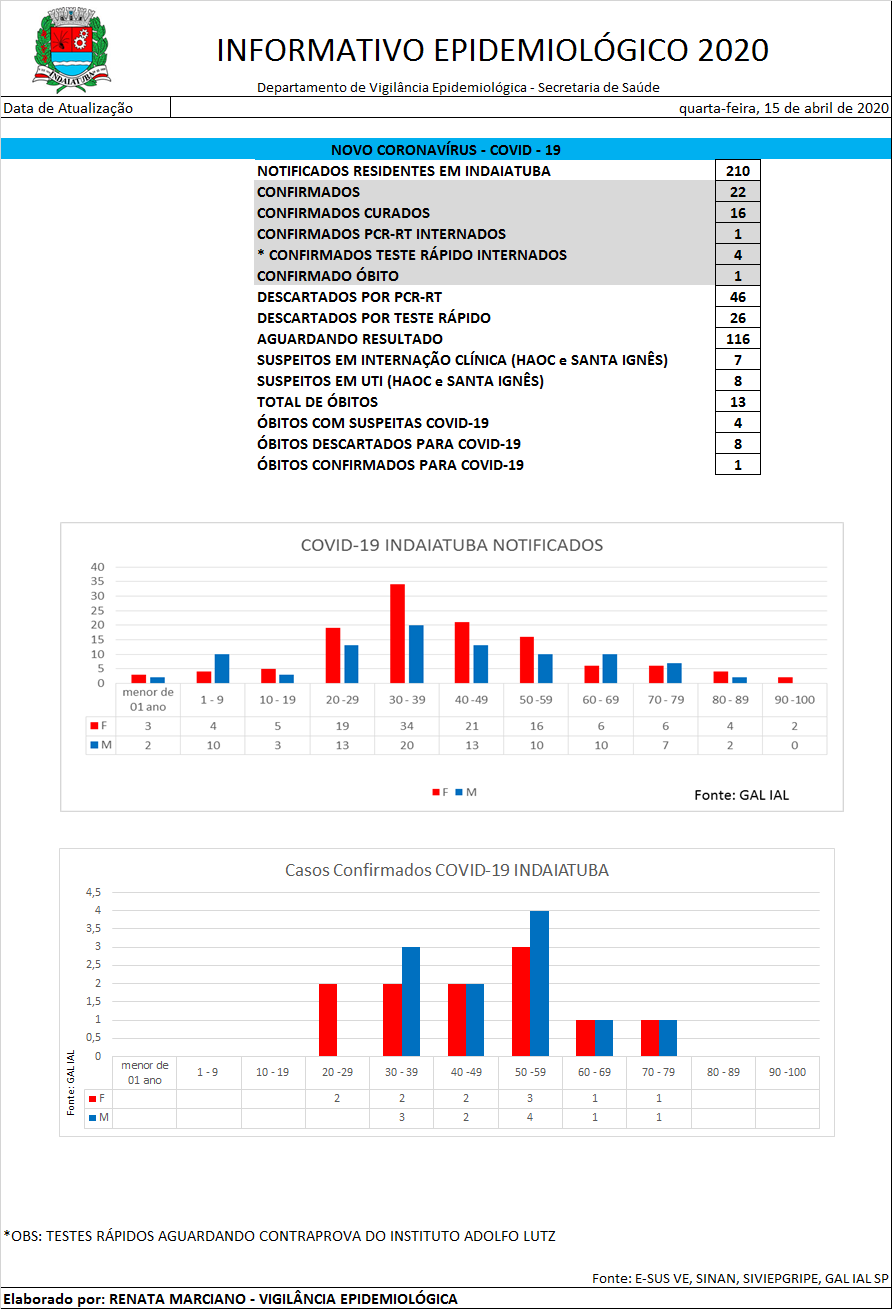 INDAIATUBA
INFORMATIVO EPIDEMIOLÓGICO 2020
Departamento de Vigilância Epidemiológica - Secretaria de Saúde
Data de Atualização quarta-feira, 15 de abril de 2020
NOVO CORONAVÍRUS - COVID - 19
NOTIFICADOS RESIDENTES EM INDAIATUBA 210
CONFIRMADOS 22
CONFIRMADOS CURADOS 16
CONFIRMADOS PCR-RT INTERNADOS 1
* CONFIRMADOS TESTE RÁPIDO INTERNADOS 4
CONFIRMADO ÓBITO 1
DESCARTADOS POR PCR-RT 46
DESCARTADOS POR TESTE RÁPIDO 26
AGUARDANDO RESULTADO 116
SUSPEITOS EM INTERNAÇÃO CLÍNICA (HAOC e SANTA IGNÊS) 7
SUSPEITOS EM UTI (HAOC e SANTA IGNÊS) 8
TOTAL DE ÓBITOS 13
ÓBITOS COM SUSPEITAS COVID-19 4
ÓBITOS DESCARTADOS PARA COVID-19 8
ÓBITOS CONFIRMADOS PARA COVID-19 1
COVID-19 INDAIATUBA NOTIFICADOS
40
35
30
25
20
15
10
5
0
menor de 01 ano 1 - 9 10 - 19 20 -29 30 - 39 40 -49 50 -59 60 - 69 70 - 79 80 - 89 90 -100
F 3 4 5 19 34 21 16 6 6 4 2
M 2 10 3 13 20 13 10 10 7 2 0
F M
Fonte: GAL IAL
Casos Confirmados COVID-19 INDAIATUBA
4,5
4
3,5
3
2,5
2
1,5
1
0,5
0
menor de 01 ano 1 - 9 10 - 19 20 -29 30 - 39 40 -49 50 -59 60 - 69 70 - 79 80 - 89 90 -100
F 2 2 2 3 1 1
M 3 2 4 1 1
Fonte: GAL IAL
*OBS: TESTES RÁPIDOS AGUARDANDO CONTRAPROVA DO INSTITUTO ADOLFO LUTZ
Fonte: E-SUS VE, SINAN, SIVIEPGRIPE, GAL IAL SP
Elaborado por: RENATA MARCIANO - VIGILÂNCIA EPIDEMIOLÓGICA